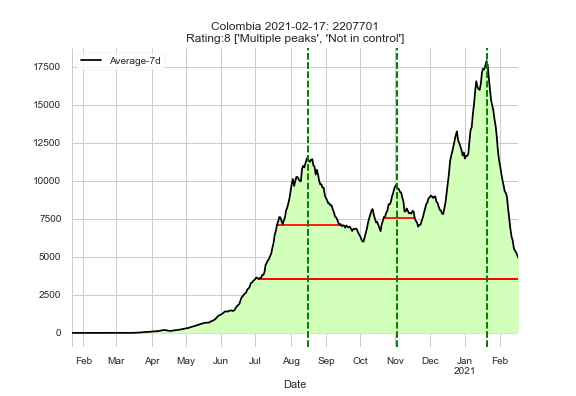 Colombia 2021-02-17: 2207701
Rating:8 ['Multiple peaks', 'Not in control']
Average-7d
17500
15000
12500
10000
7500
5000
2500
0
Feb Mar Apr May Jun Jul Aug Sep Oct Nov Dec Jan Feb
2021
Date